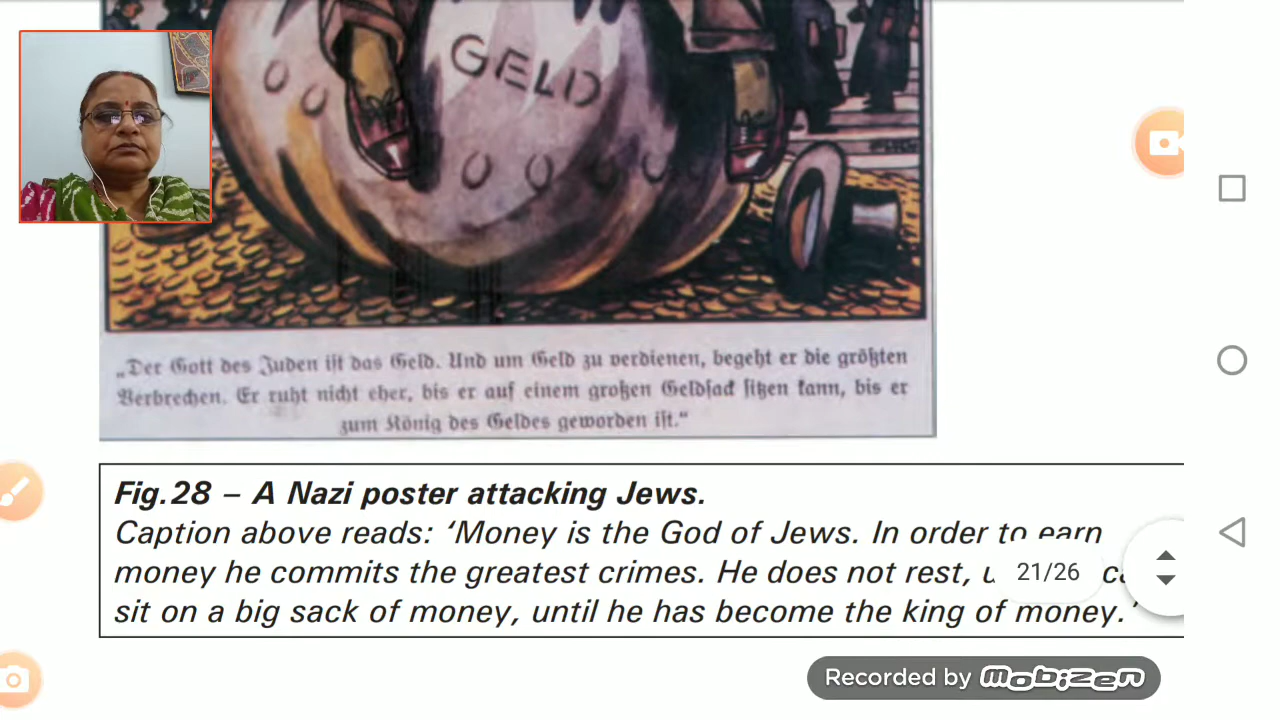 GELD
„Der Gott des Juden ist das Geld. Und um Geld zu verdienen, begeht er die größten
Verbrechen. Er ruht nicht eher, bis er auf einem großen Geldsack sitzen kann, bis er
zum König des Geldes geworden ist.“
Fig.28 – A Nazi poster attacking Jews.
Caption above reads: ‘Money is the God of Jews. In order to earn
money he commits the greatest crimes. He does not rest,
sit on a big sack of money, until he has become the king of money.’
21/26
Recorded by mobizen